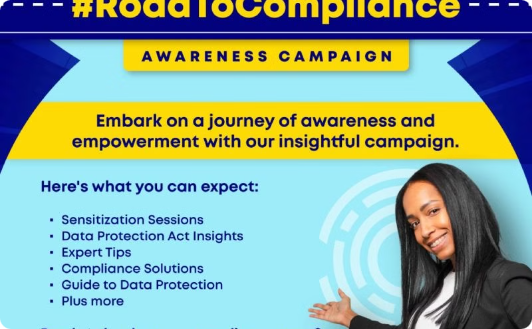 #RoadToCompliance
AWARENESS CAMPAIGN
Embark on a journey of awareness and
empowerment with our insightful campaign.
Here's what you can expect:
• Sensitization Sessions
• Data Protection Act Insights
• Expert Tips
• Compliance Solutions
• Guide to Data Protection
• Plus more